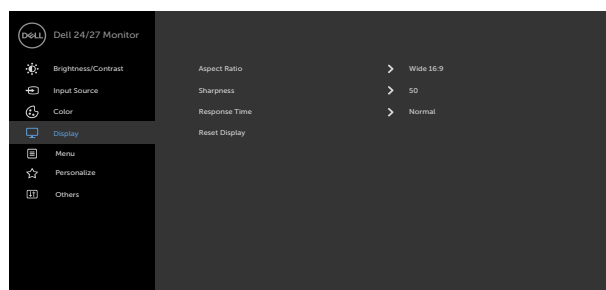 DELL Dell 24/27 Monitor
Brightness/Contrast
Input Source
Color
Display
Menu
Personalize
Others
Aspect Ratio Wide 16:9
Sharpness 50
Response Time Normal
Reset Display